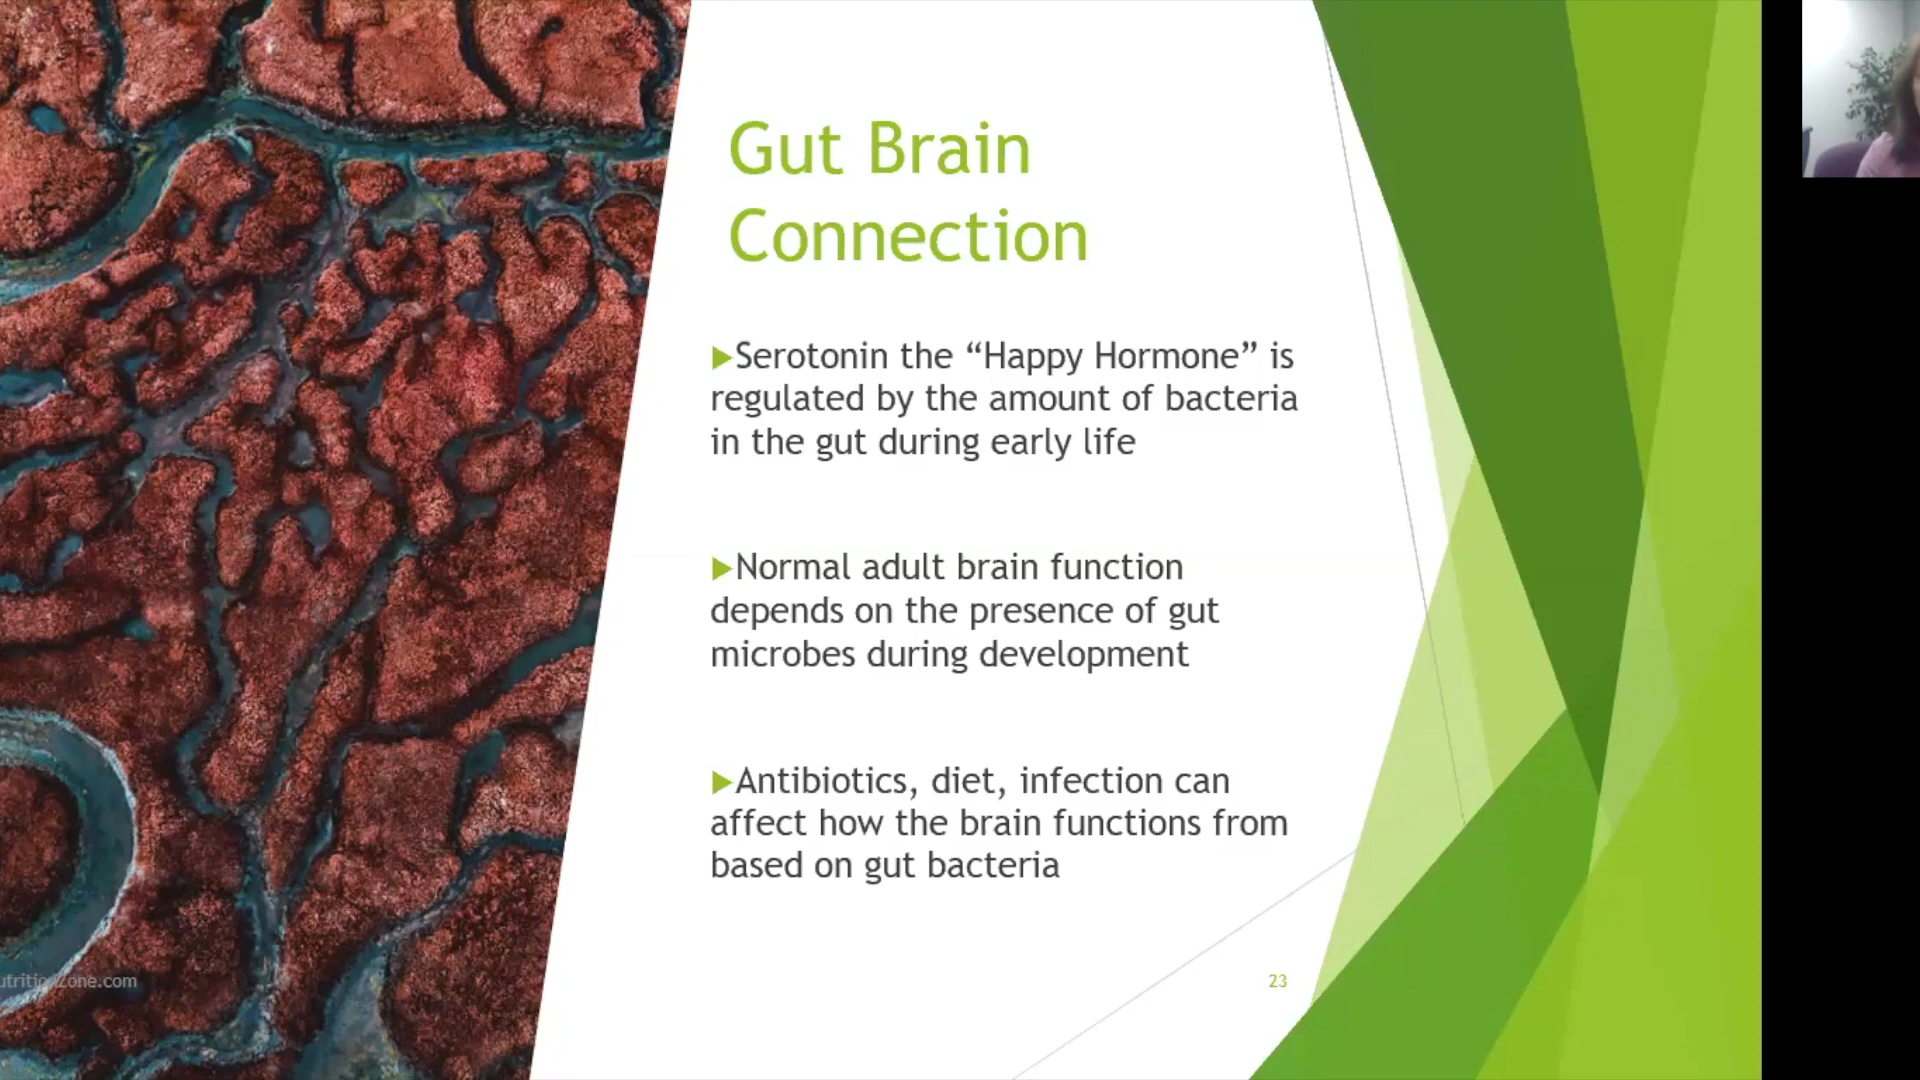 Gut Brain
Connection
▶Serotonin the “Happy Hormone” is
regulated by the amount of bacteria
in the gut during early life
▶Normal adult brain function
depends on the presence of gut
microbes during development
▶Antibiotics, diet, infection can
affect how the brain functions from
based on gut bacteria
utritionzone.com
23